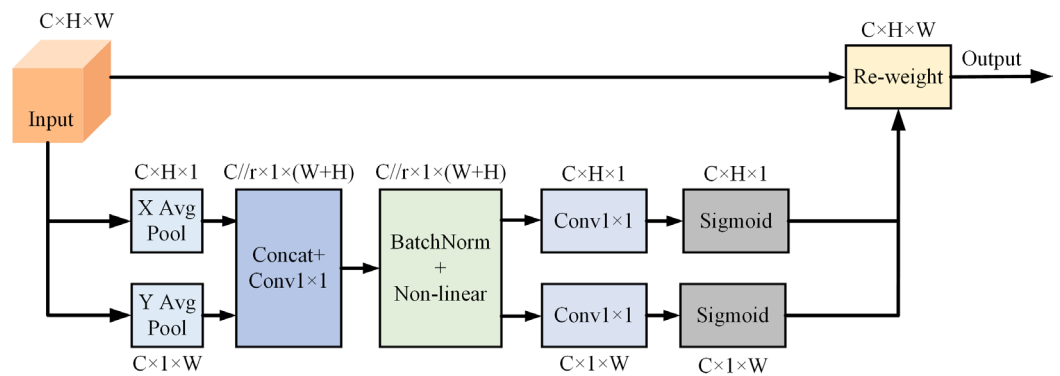 C×H×W
C×H×W
Input
Re-weight
Output
C×H×1
C//r×1×(W+H)
C//r×1×(W+H)
C×H×1
C×H×1
X Avg
Pool
Concat+
Conv1×1
BatchNorm
+
Non-linear
Conv1×1
Sigmoid
Y Avg
Pool
Conv1×1
Sigmoid
C×1×W
C×1×W
C×1×W